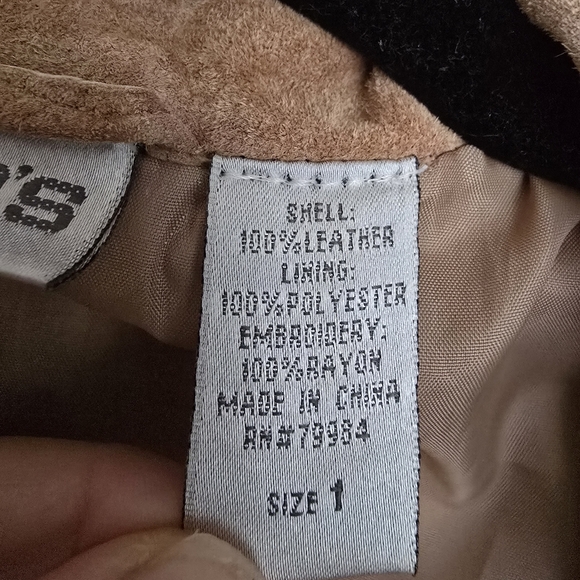 'S
SHELL:
100%LEATHER
LINING:
100%POLYESTER
EMBROIDERY:
100%RAYON
MADE IN CHINA
RN#79984
SIZE 1